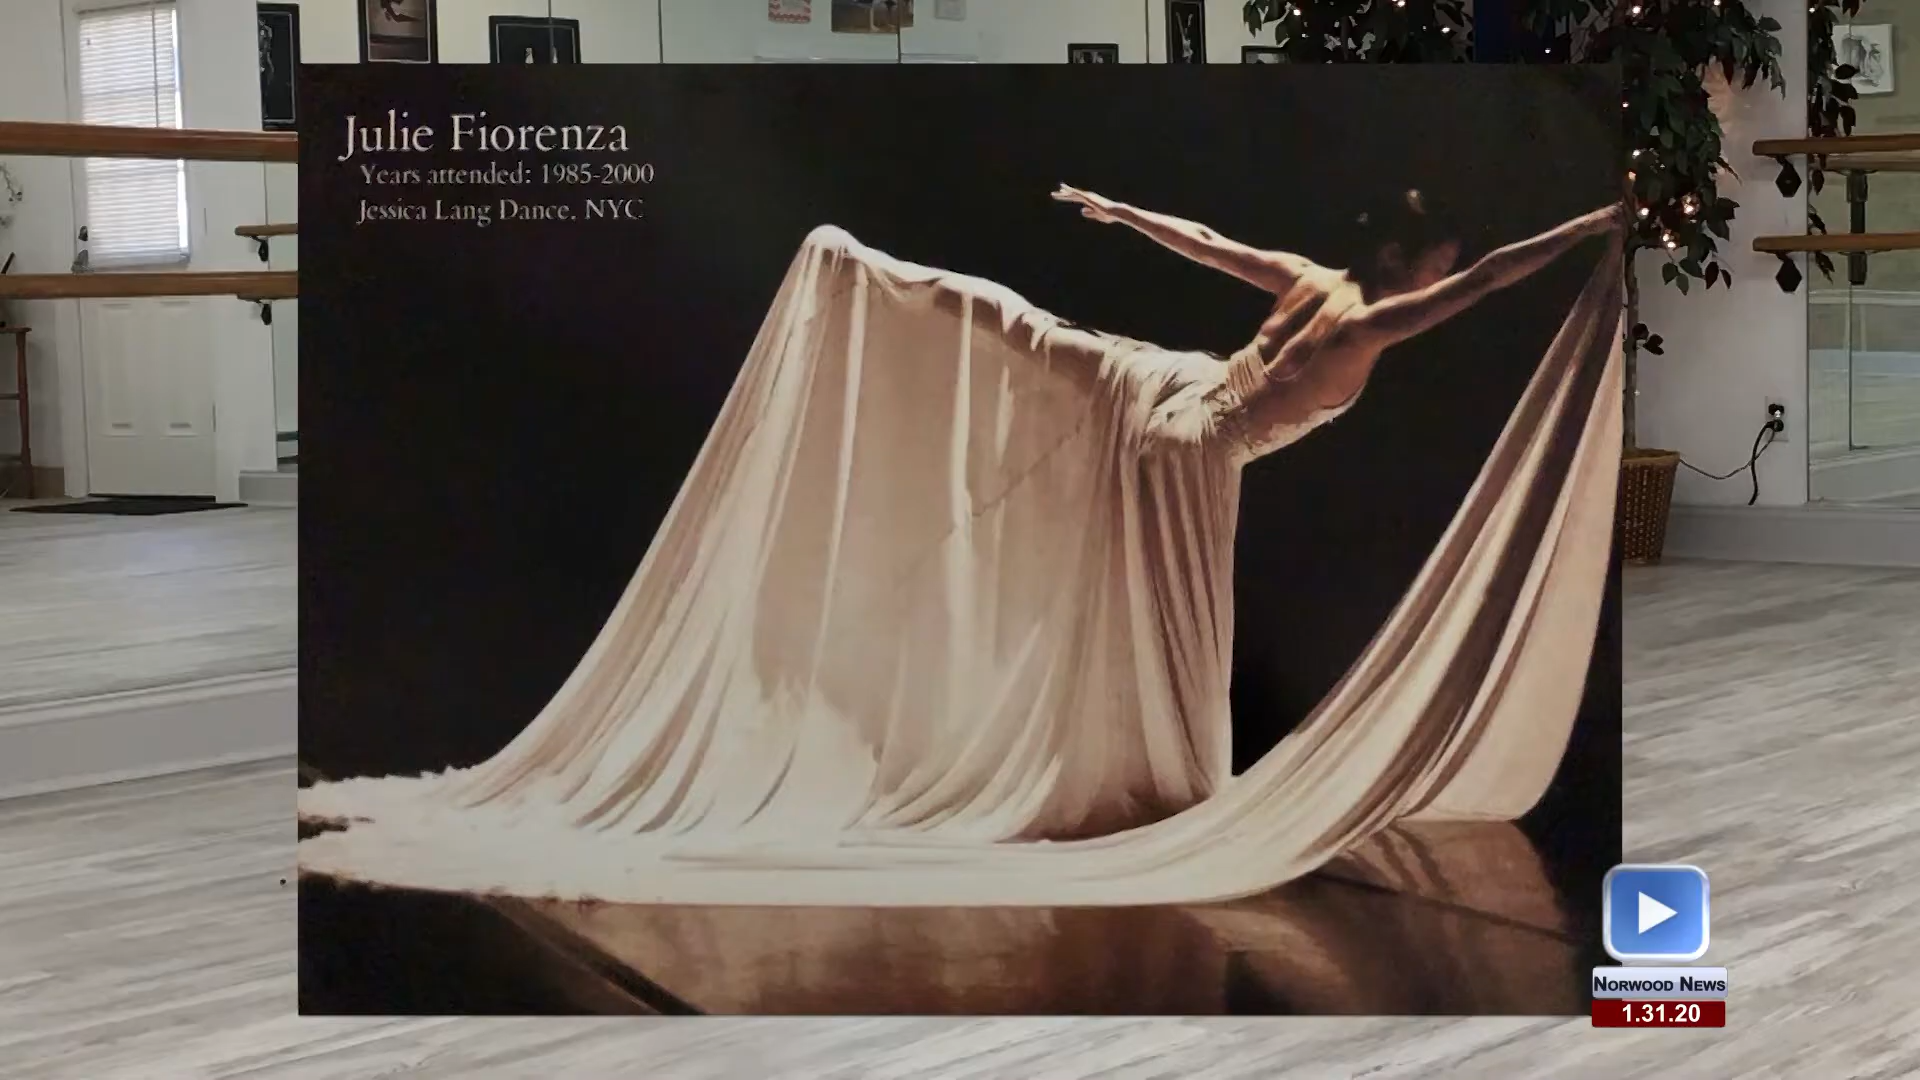 Julie Fiorenza
Years attended: 1985-2000
Jessica Lang Dance, NYC
Norwood News
1.31.20